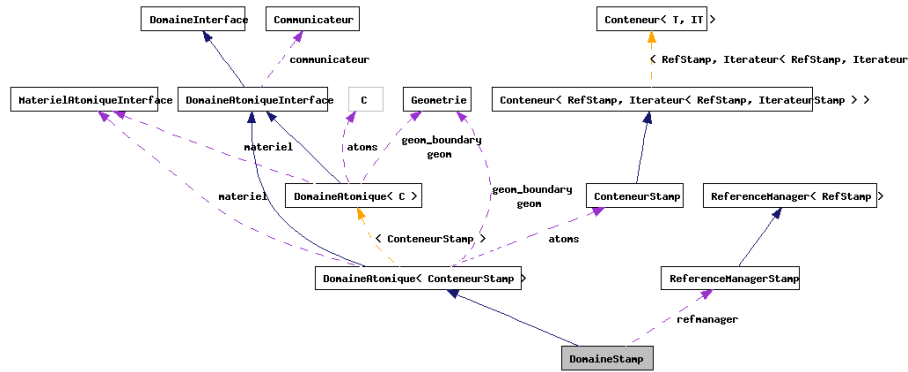 DomaineInterface
Communicateur
Conteneur< T, IT >
communicateur
< RefStamp, Iterateur< RefStamp, Iterateur
MaterielAtomiqueInterface
DomaineAtomiqueInterface
C
Geometrie
Conteneur< RefStamp, Iterateur< RefStamp, IterateurStamp > >
materiel
atoms
geom_boundary
geom
DomaineAtomique< C >
materiel
geom_boundary
geom
ConteneurStamp
ReferenceManager< RefStamp >
< ConteneurStamp >
atoms
DomaineAtomique< ConteneurStamp >
ReferenceManagerStamp
refmanager
DomaineStamp